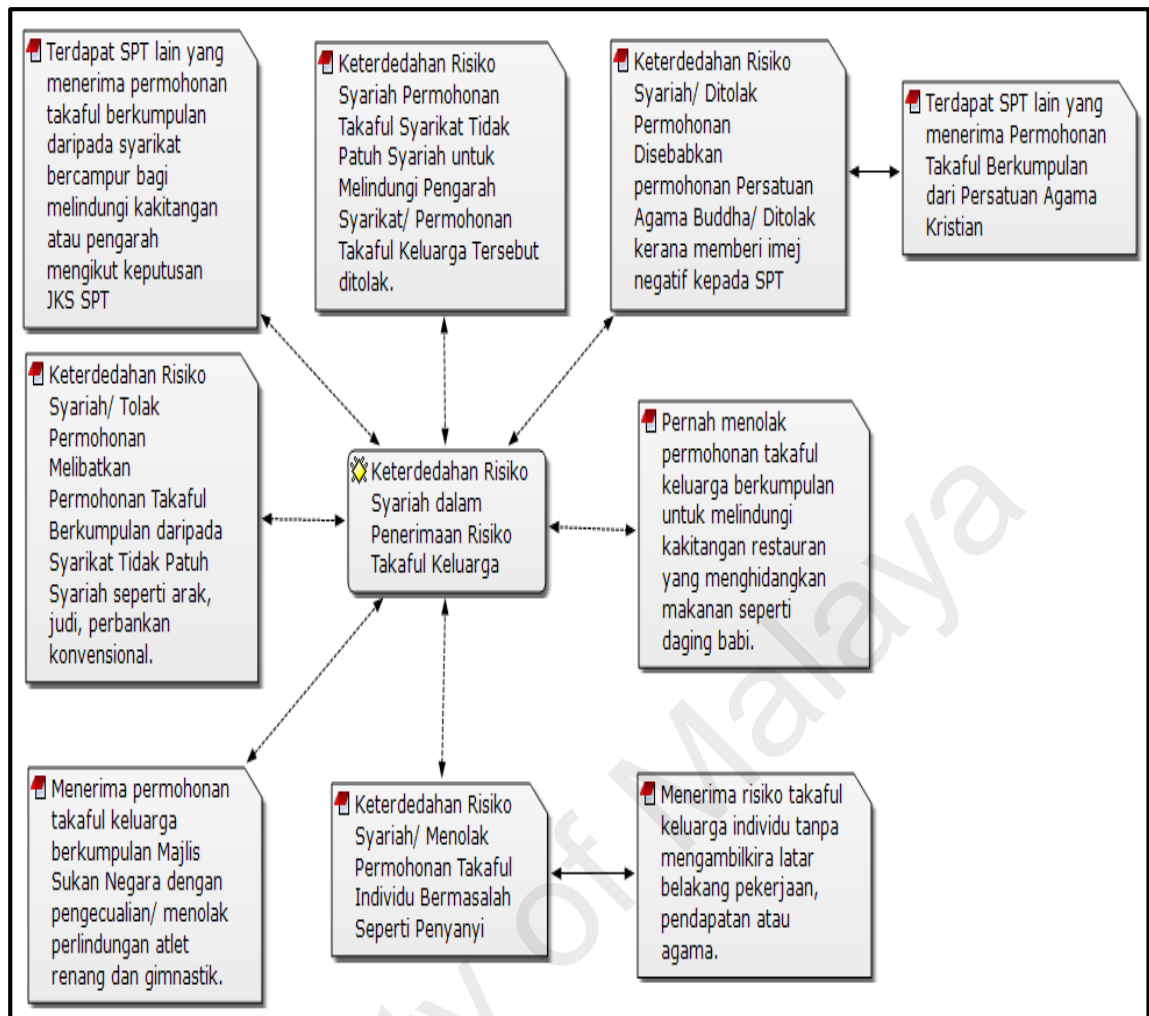 Terdapat SPT lain yang
menerima permohonan
takaful berkumpulan
daripada syarikat
bercampur bagi
melindungi kakitangan
atau pengarah
mengikut keputusan
JKS SPT
Keterdedahan Risiko
Syariah Permohonan
Takaful Syarikat Tidak
Patuh Syariah untuk
Melindungi Pengarah
Syarikat/ Permohonan
Takaful Keluarga Tersebut
ditolak.
Keterdedahan Risiko
Syariah/ Ditolak
Permohonan
Disebabkan
permohonan Persatuan
Agama Buddha/ Ditolak
kerana memberi imej
negatif kepada SPT
Terdapat SPT lain yang
menerima Permohonan
Takaful Berkumpulan
dari Persatuan Agama
Kristian
Keterdedahan Risiko
Syariah/ Tolak
Permohonan
Melibatkan
Permohonan Takaful
Berkumpulan daripada
Syarikat Tidak Patuh
Syariah seperti arak,
judi, perbankan
konvensional.
Keterdedahan Risiko
Syariah dalam
Penerimaan Risiko
Takaful Keluarga
Pernah menolak
permohonan takaful
keluarga berkumpulan
untuk melindungi
kakitangan restauran
yang menghidangkan
makanan seperti
daging babi.
Menerima permohonan
takaful keluarga
berkumpulan Majlis
Sukan Negara dengan
pengecualian/ menolak
perlindungan atlet
renang dan gimnastik.
Keterdedahan Risiko
Syariah/ Menolak
Permohonan Takaful
Individu Bermasalah
Seperti Penyanyi
Menerima risiko takaful
keluarga individu tanpa
mengambilkira latar
belakang pekerjaan,
pendapatan atau
agama.
ty of Malaya